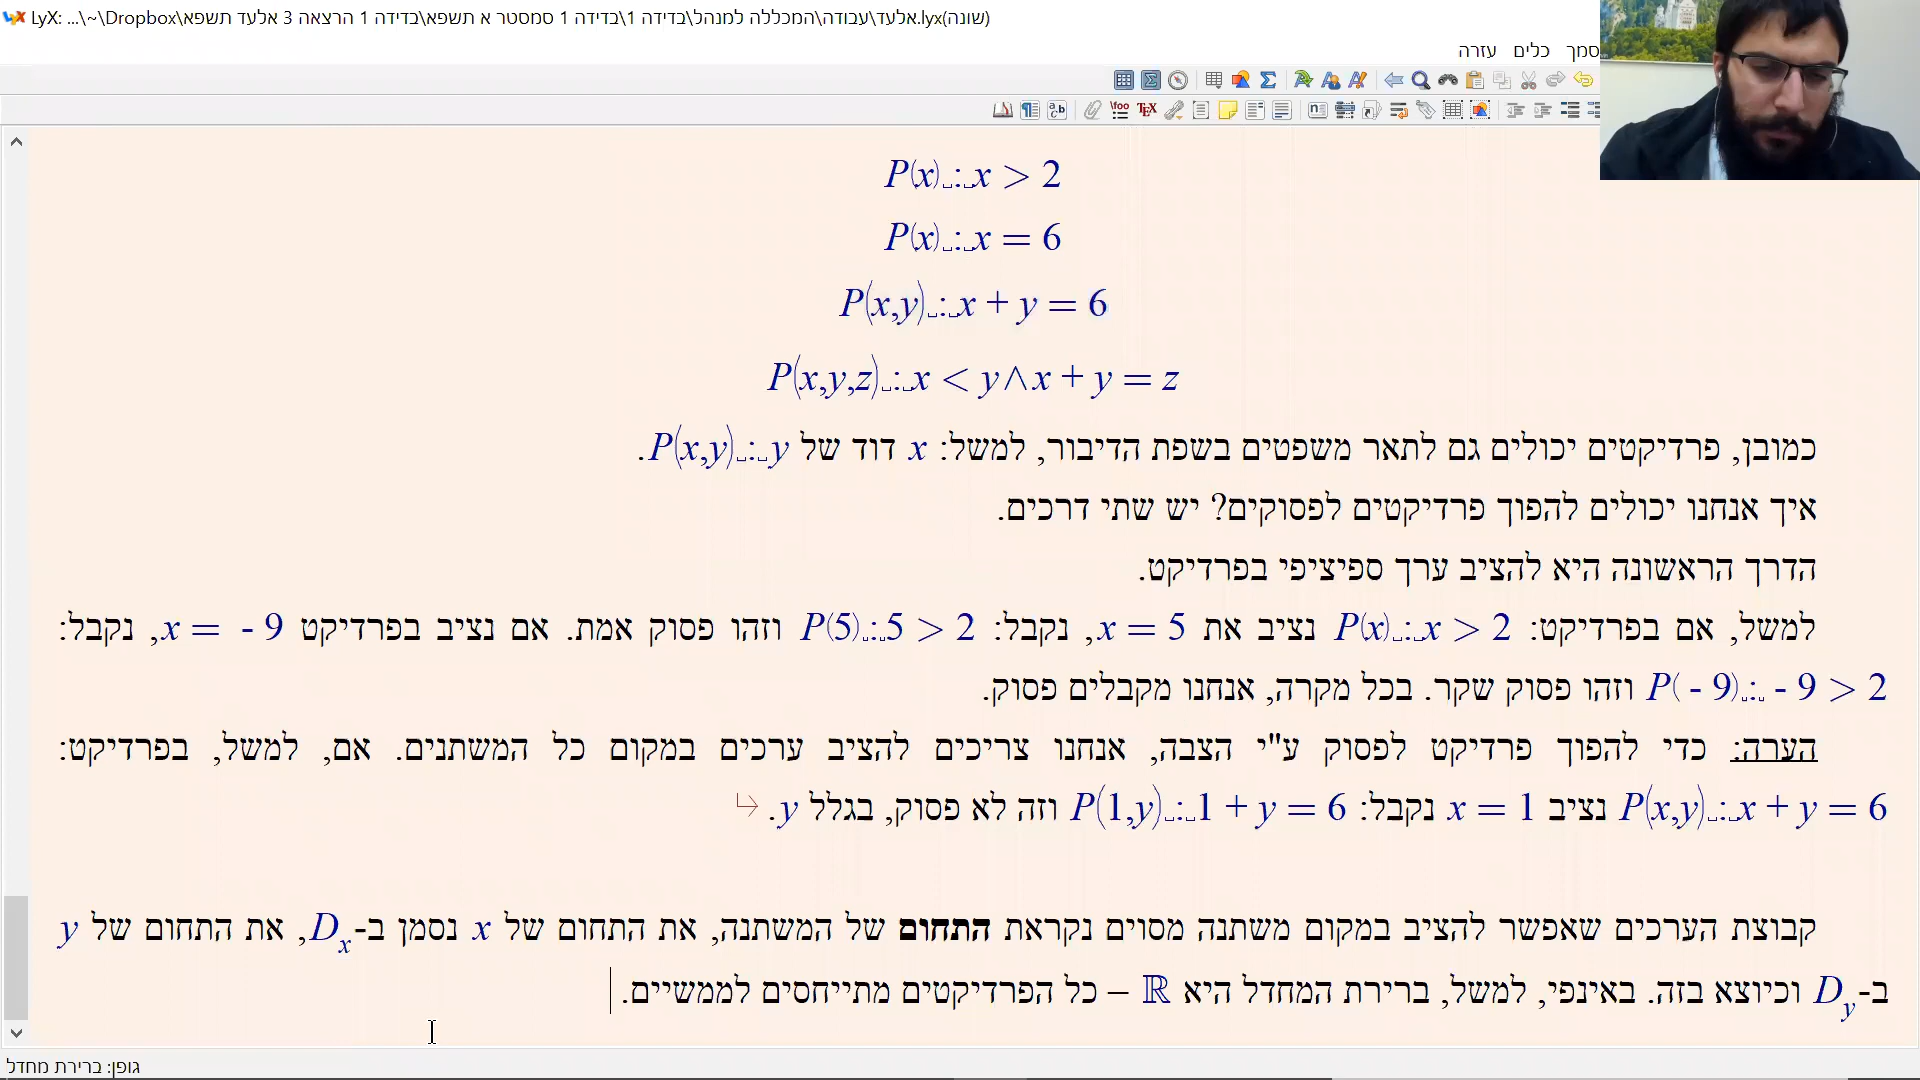 LyX: ...\~\Dropbox\אלעד\עבודה\המכללה למנהל\בדידה 1\בדידה 1 סמסטר א תשפא\בדידה 1 הרצאה 3 אלעד תשפא.lyx(שונה)
סמך כלים עזרה
P(x) : x > 2
P(x) : x = 6
P(x,y) : x + y = 6
P(x,y,z) : x < y ∧ x + y = z
כמובן, פרדיקטים יכולים גם לתאר משפטים בשפת הדיבור, למשל: x דוד של P(x,y) : y.
איך אנחנו יכולים להפוך פרדיקטים לפסוקים? יש שתי דרכים.
הדרך הראשונה היא להציב ערך ספיציפי בפרדיקט.
למשל, אם בפרדיקט: P(x) : x > 2 נציב את x = 5, נקבל: P(5) : 5 > 2 וזהו פסוק אמת. אם נציב בפרדיקט x = - 9, נקבל:
P( - 9) : - 9 > 2 וזהו פסוק שקר. בכל מקרה, אנחנו מקבלים פסוק.
הערה: כדי להפוך פרדיקט לפסוק ע"י הצבה, אנחנו צריכים להציב ערכים במקום כל המשתנים. אם, למשל, בפרדיקט:
P(x,y) : x + y = 6 נציב x = 1 נקבל: P(1,y) : 1 + y = 6 וזה לא פסוק, בגלל y.
קבוצת הערכים שאפשר להציב במקום משתנה מסוים נקראת התחום של המשתנה, את התחום של x נסמן ב-D_x, את התחום של y
ב-D_y וכיוצא בזה. באינפי, למשל, ברירת המחדל היא ℝ – כל הפרדיקטים מתייחסים לממשיים.
גופן: ברירת מחדל